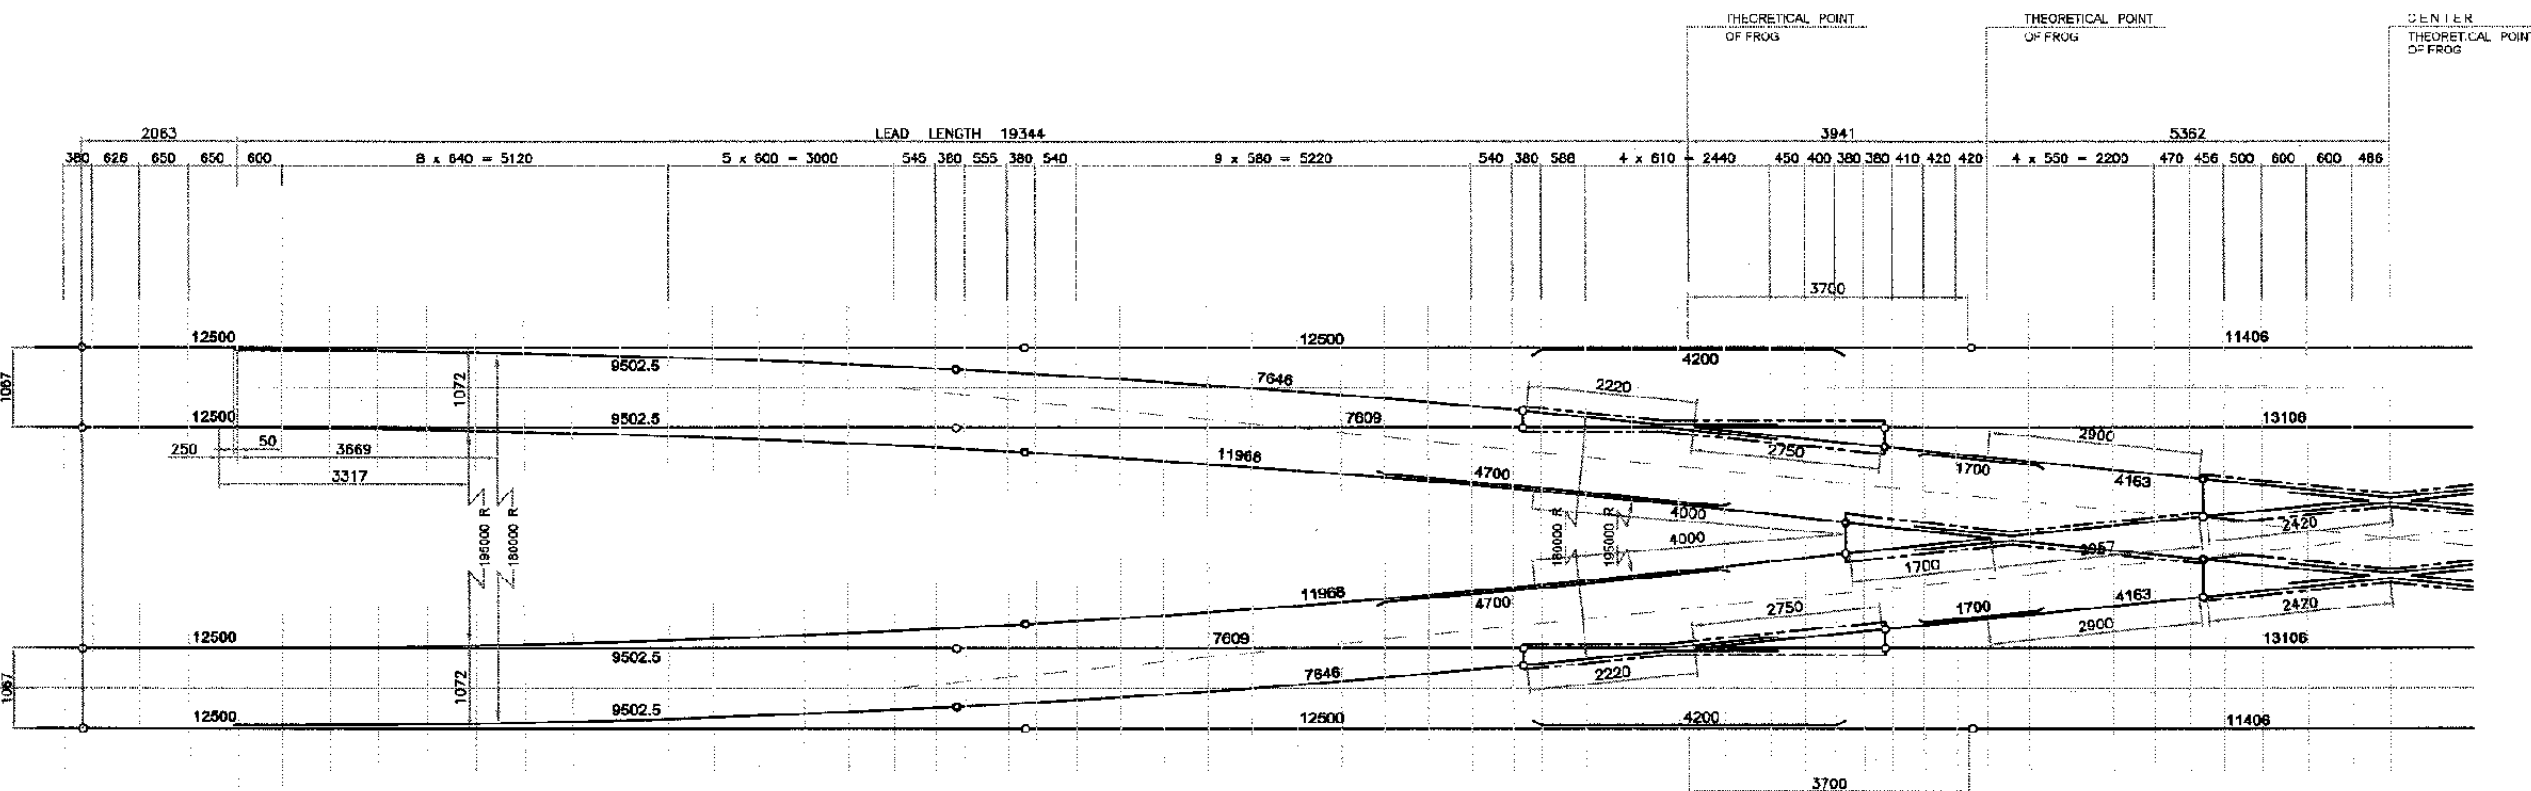 THECRETICAL POINT
OF FROG
THEORETICAL POINT
OF FROG
CENTER
THEORETICAL POINT
OF FROG
2063 LEAD LENGTH 19344 3941 5362
380 626 650 650 600 8 x 640 = 5120 5 x 600 = 3000 545 380 555 380 540 9 x 580 = 5220 540 380 588 4 x 610 = 2440 450 400 380 380 410 420 420 4 x 550 = 2200 470 456 500 600 600 486
3700
12500 12500 11406
9502.5 4200
1067 1072 7646 2220
12500 9502.5 7609 13106
50 2900
250 3669 11968 2750
3317 4700 1700 4163
4000 2420
195000 R 180000 R 180000 R 195000 R
4000 3957
1700
11968 4700 2750 1700 4163 2420
2900
12500 7609 13106
9502.5
1067 1072 7646 2220
9502.5
12500 12500 4200 11406
3700